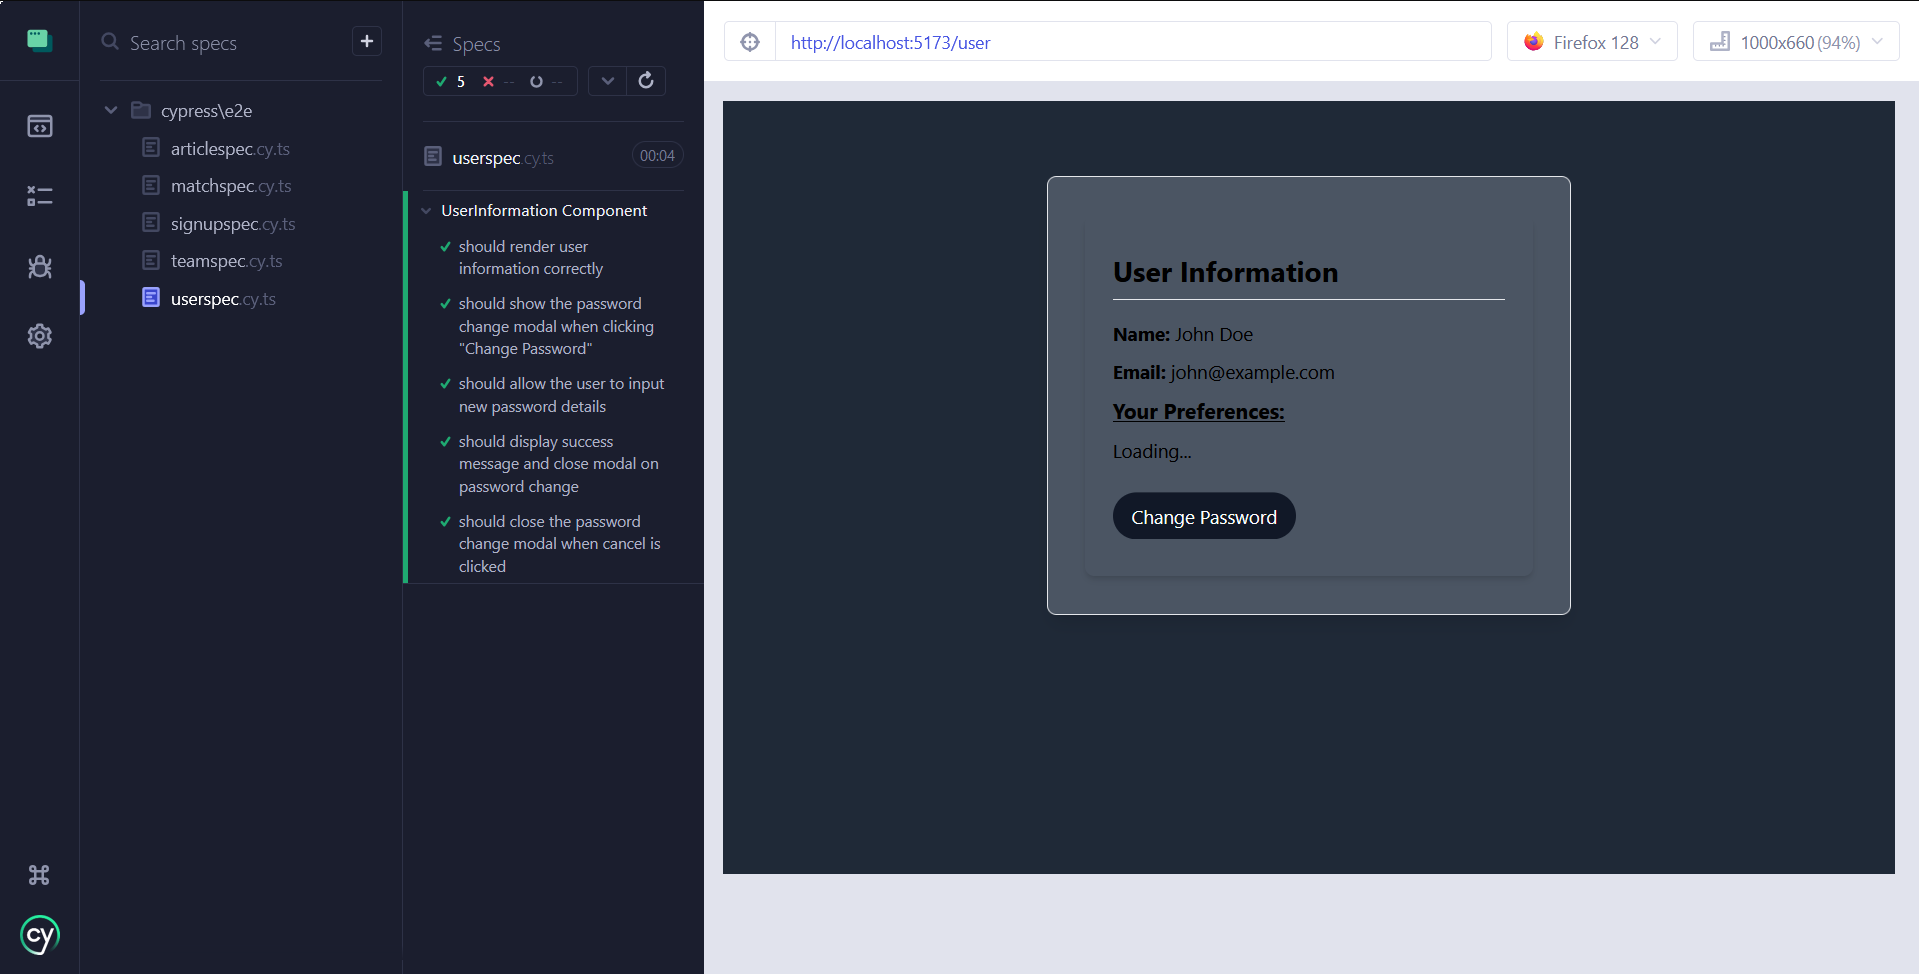 Search specs
+
cypress\e2e
articlespec.cy.ts
matchspec.cy.ts
signupspec.cy.ts
teamspec.cy.ts
userspec.cy.ts
cy
Specs
5 -- --
userspec.cy.ts 00:04
UserInformation Component
should render user
information correctly
should show the password
change modal when clicking
"Change Password"
should allow the user to input
new password details
should display success
message and close modal on
password change
should close the password
change modal when cancel is
clicked
http://localhost:5173/user
Firefox 128
1000x660 (94%)
User Information
Name: John Doe
Email: john@example.com
Your Preferences:
Loading...
Change Password